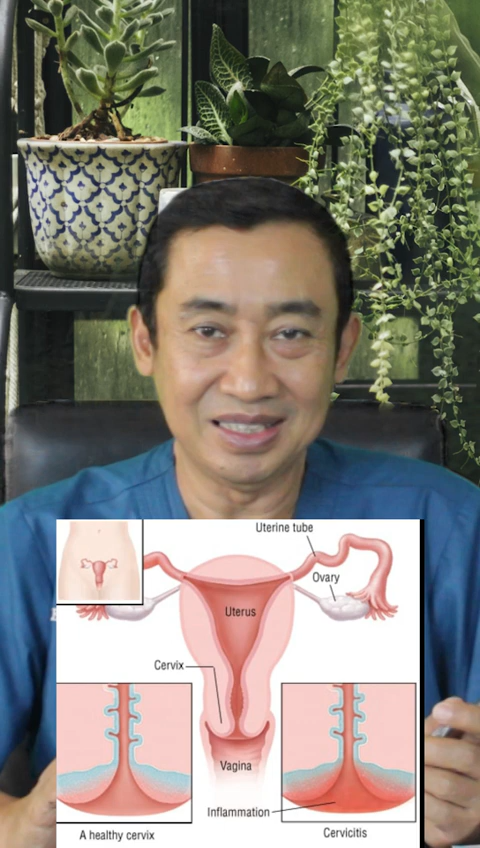 Uterine tube
Ovary
Uterus
Cervix
Vagina
Inflammation
A healthy cervix
Cervicitis